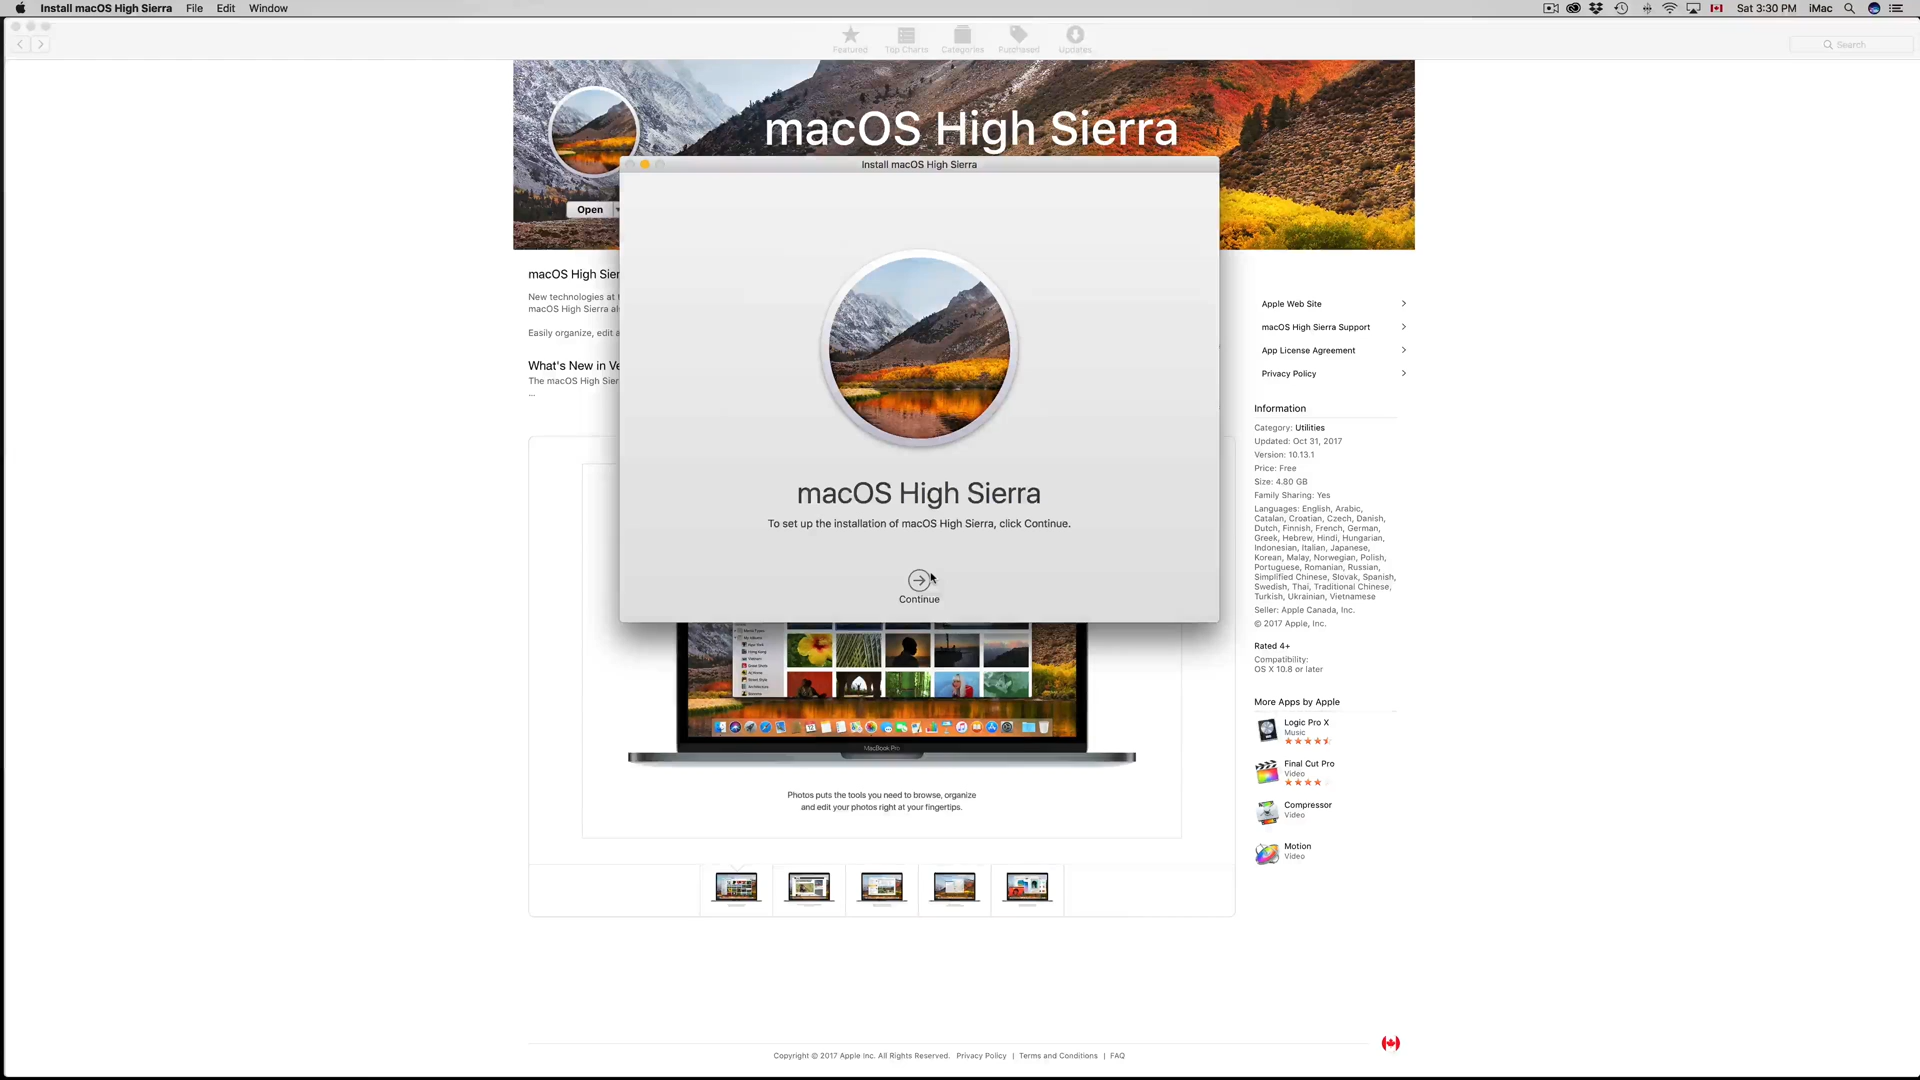 Install macOS High Sierra File Edit Window
Sat 3:30 PM iMac
Featured Top Charts Categories Purchased Updates
Search
macOS High Sierra
Install macOS High Sierra
Open
macOS High Sier
New technologies at t
macOS High Sierra al
Easily organize, edit a
What's New in Ve
The macOS High Sier
...
macOS High Sierra
To set up the installation of macOS High Sierra, click Continue.
Continue
MacBook Pro
Photos puts the tools you need to browse, organize
and edit your photos right at your fingertips.
Apple Web Site
macOS High Sierra Support
App License Agreement
Privacy Policy
Information
Category: Utilities
Updated: Oct 31, 2017
Version: 10.13.1
Price: Free
Size: 4.80 GB
Family Sharing: Yes
Languages: English, Arabic,
Catalan, Croatian, Czech, Danish,
Dutch, Finnish, French, German,
Greek, Hebrew, Hindi, Hungarian,
Indonesian, Italian, Japanese,
Korean, Malay, Norwegian, Polish,
Portuguese, Romanian, Russian,
Simplified Chinese, Slovak, Spanish,
Swedish, Thai, Traditional Chinese,
Turkish, Ukrainian, Vietnamese
Seller: Apple Canada, Inc.
© 2017 Apple, Inc.
Rated 4+
Compatibility:
OS X 10.8 or later
More Apps by Apple
Logic Pro X
Music
Final Cut Pro
Video
Compressor
Video
Motion
Video
Copyright © 2017 Apple Inc. All Rights Reserved. Privacy Policy | Terms and Conditions | FAQ